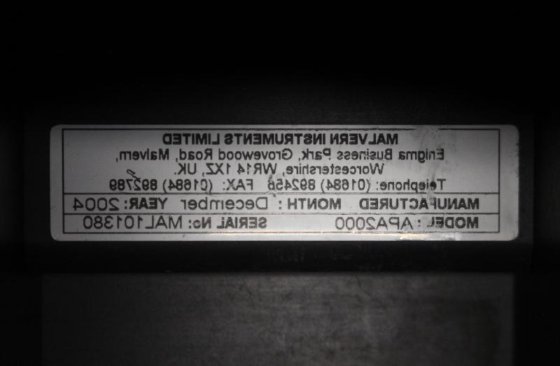 MALVERN INSTRUMENTS LIMITED
Enigma Business Park, Grovewood Road, Malvern,
Worcestershire, WR14 1XZ, UK.
Telephone: (01684) 892456 FAX: (01684) 892789
MANUFACTURED MONTH : December YEAR: 2004
MODEL: APA2000 SERIAL No: MAL101380